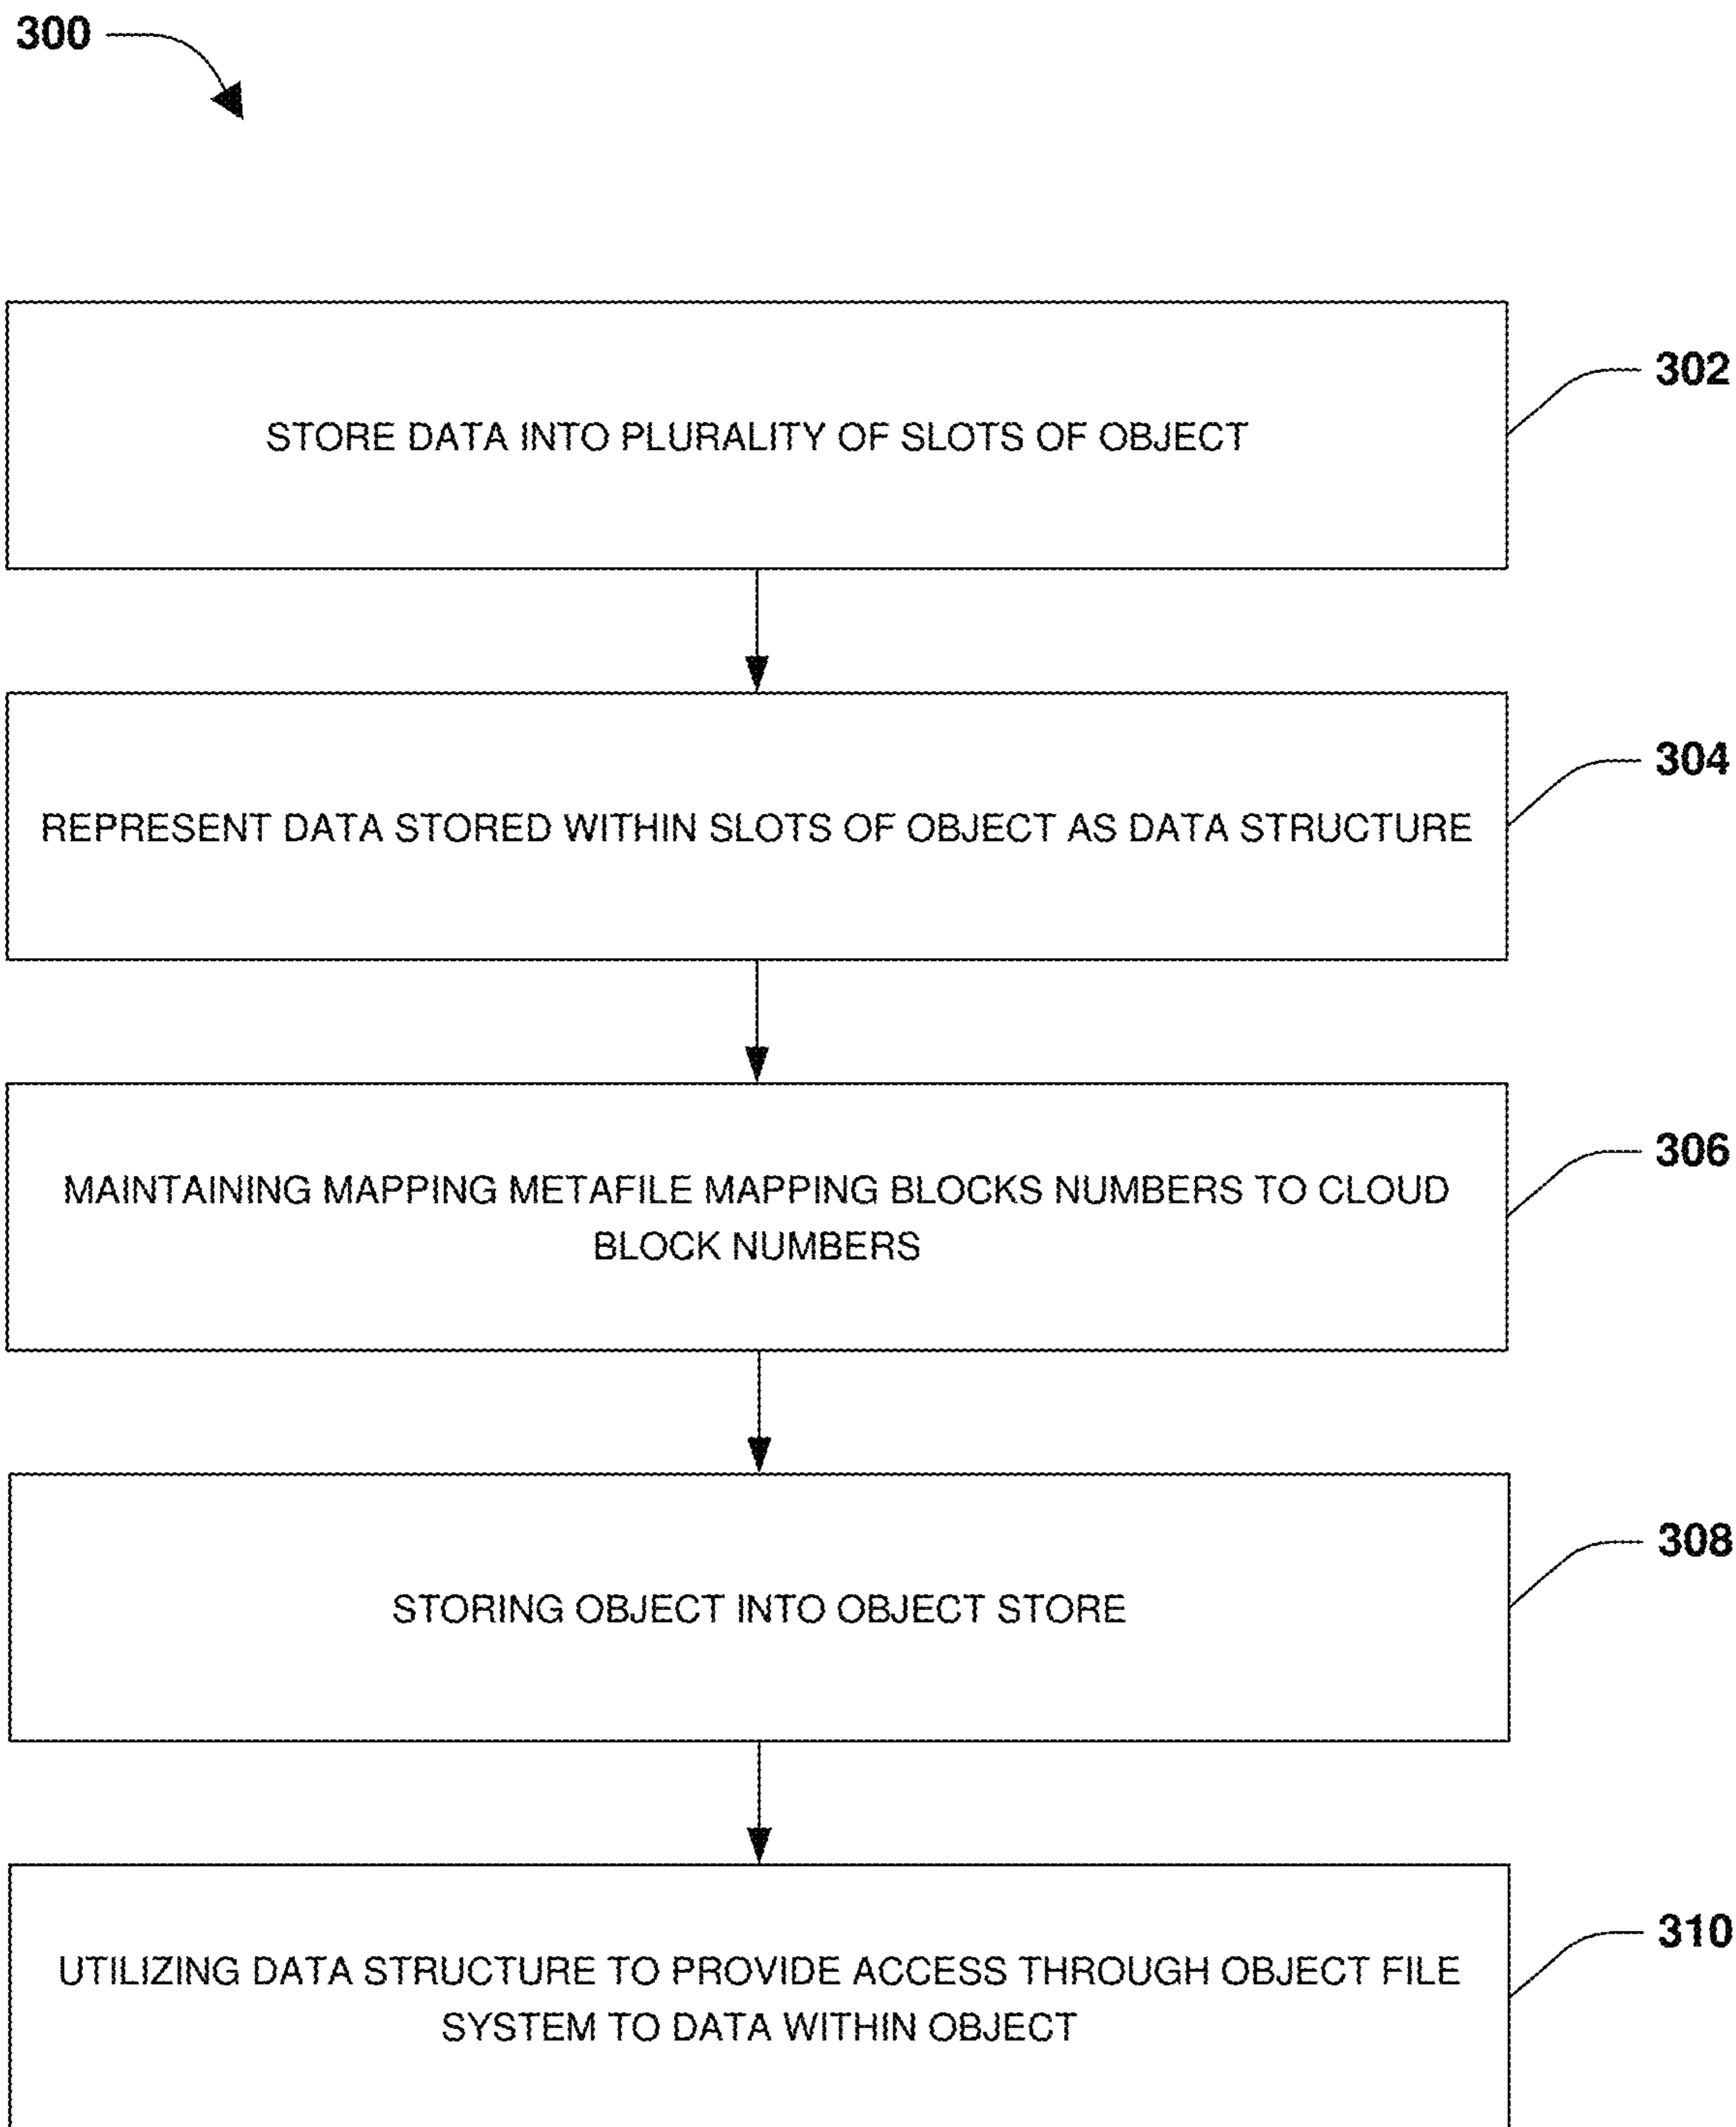 300
STORE DATA INTO PLURALITY OF SLOTS OF OBJECT
302
REPRESENT DATA STORED WITHIN SLOTS OF OBJECT AS DATA STRUCTURE
304
MAINTAINING MAPPING METAFILE MAPPING BLOCKS NUMBERS TO CLOUD
BLOCK NUMBERS
306
STORING OBJECT INTO OBJECT STORE
308
UTILIZING DATA STRUCTURE TO PROVIDE ACCESS THROUGH OBJECT FILE
SYSTEM TO DATA WITHIN OBJECT
310